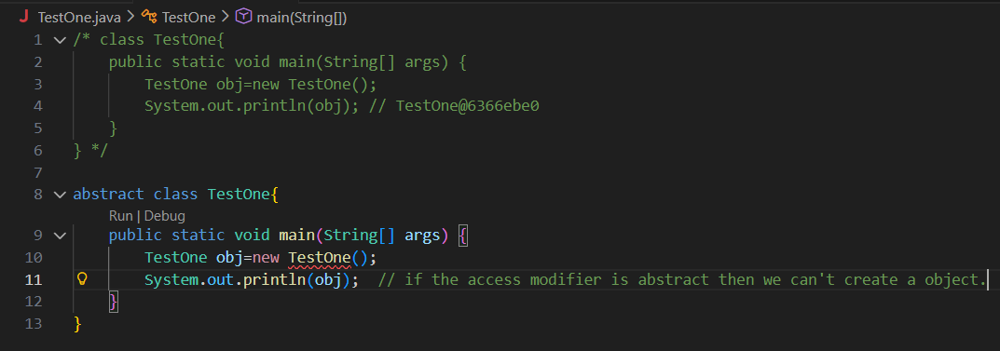 TestOne.java > TestOne > main(String[])
1 /* class TestOne{
2 public static void main(String[] args) {
3 TestOne obj=new TestOne();
4 System.out.println(obj); // TestOne@6366ebe0
5 }
6 } */
7
8 abstract class TestOne{
Run | Debug
9 public static void main(String[] args) {
10 TestOne obj=new TestOne();
11 System.out.println(obj);  // if the access modifier is abstract then we can't create a object.
12 }
13 }